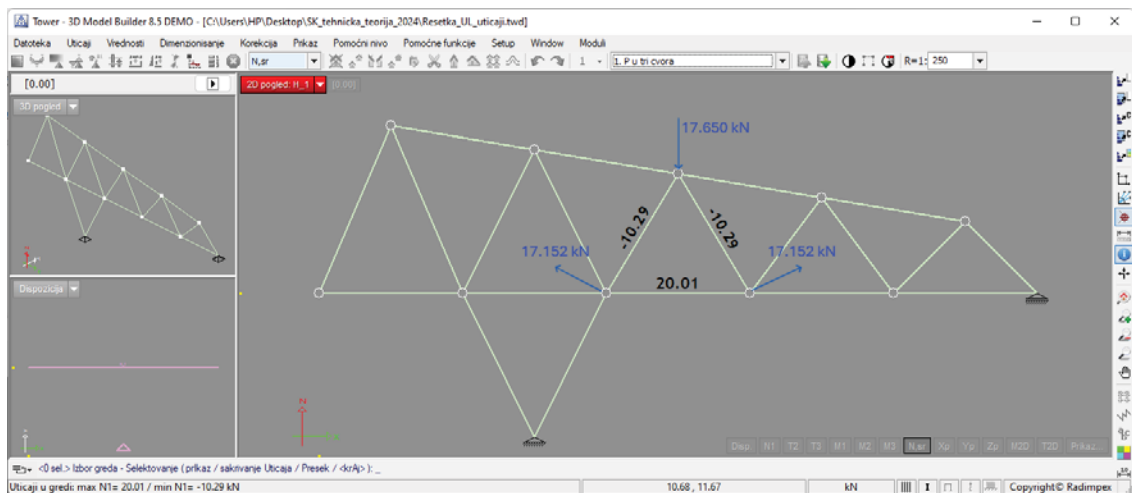 Tower - 3D Model Builder 8.5 DEMO - [C:\Users\HP\Desktop\SK_tehnicka_teorija_2024\Resetka_UL_uticaji.twd]
Datoteka Uticaji Vrednosti Dimenzionisanje Korekcija Prikaz Pomoćni nivo Pomoćne funkcije Setup Window Moduli
N,sr 1 - 1. P u tri cvora R=1: 250
[0.00]
2D pogled: H_1 [0.00]
3D pogled
17.650 kN
-10.29
-10.29
17.152 kN
17.152 kN
20.01
Dispozicija
Disp. N1 T2 T3 M1 M2 M3 N,sr Xp Yp Zp M2D T2D Prikaz...
<0 sel.> Izbor greda - Selektovanje (prikaz / sakrivanje Uticaja / Presek / <krAj> ): _
Uticaji u gredi: max N1= 20.01 / min N1= -10.29 kN 10.68 , 11.67 kN Copyright© Radimpex